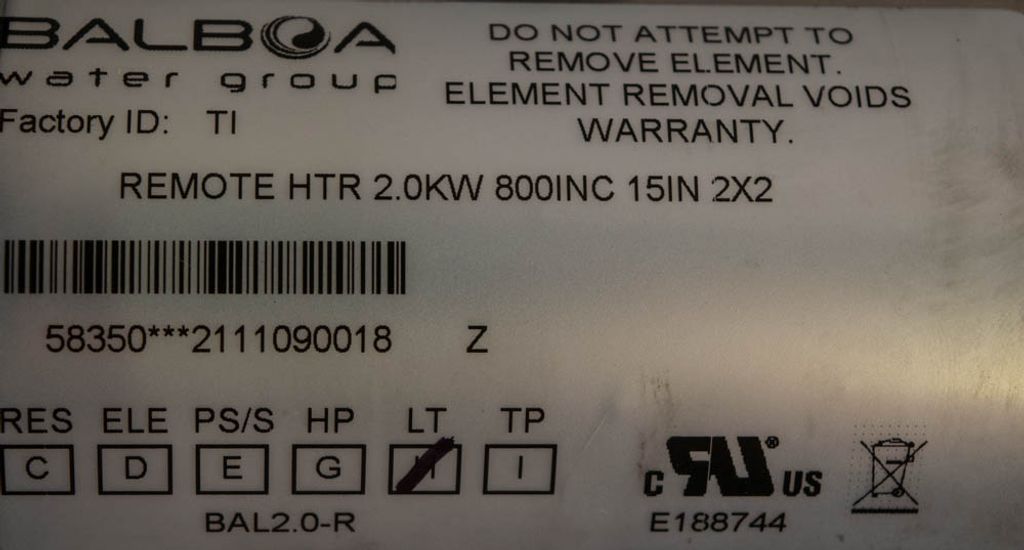 BALBOA
water group
Factory ID: TI
DO NOT ATTEMPT TO
REMOVE ELEMENT.
ELEMENT REMOVAL VOIDS
WARRANTY.
REMOTE HTR 2.0KW 800INC 15IN 2X2
58350***2111090018 Z
RES ELE PS/S HP LT TP
C D E G I
BAL2.0-R
c RU® US
E188744